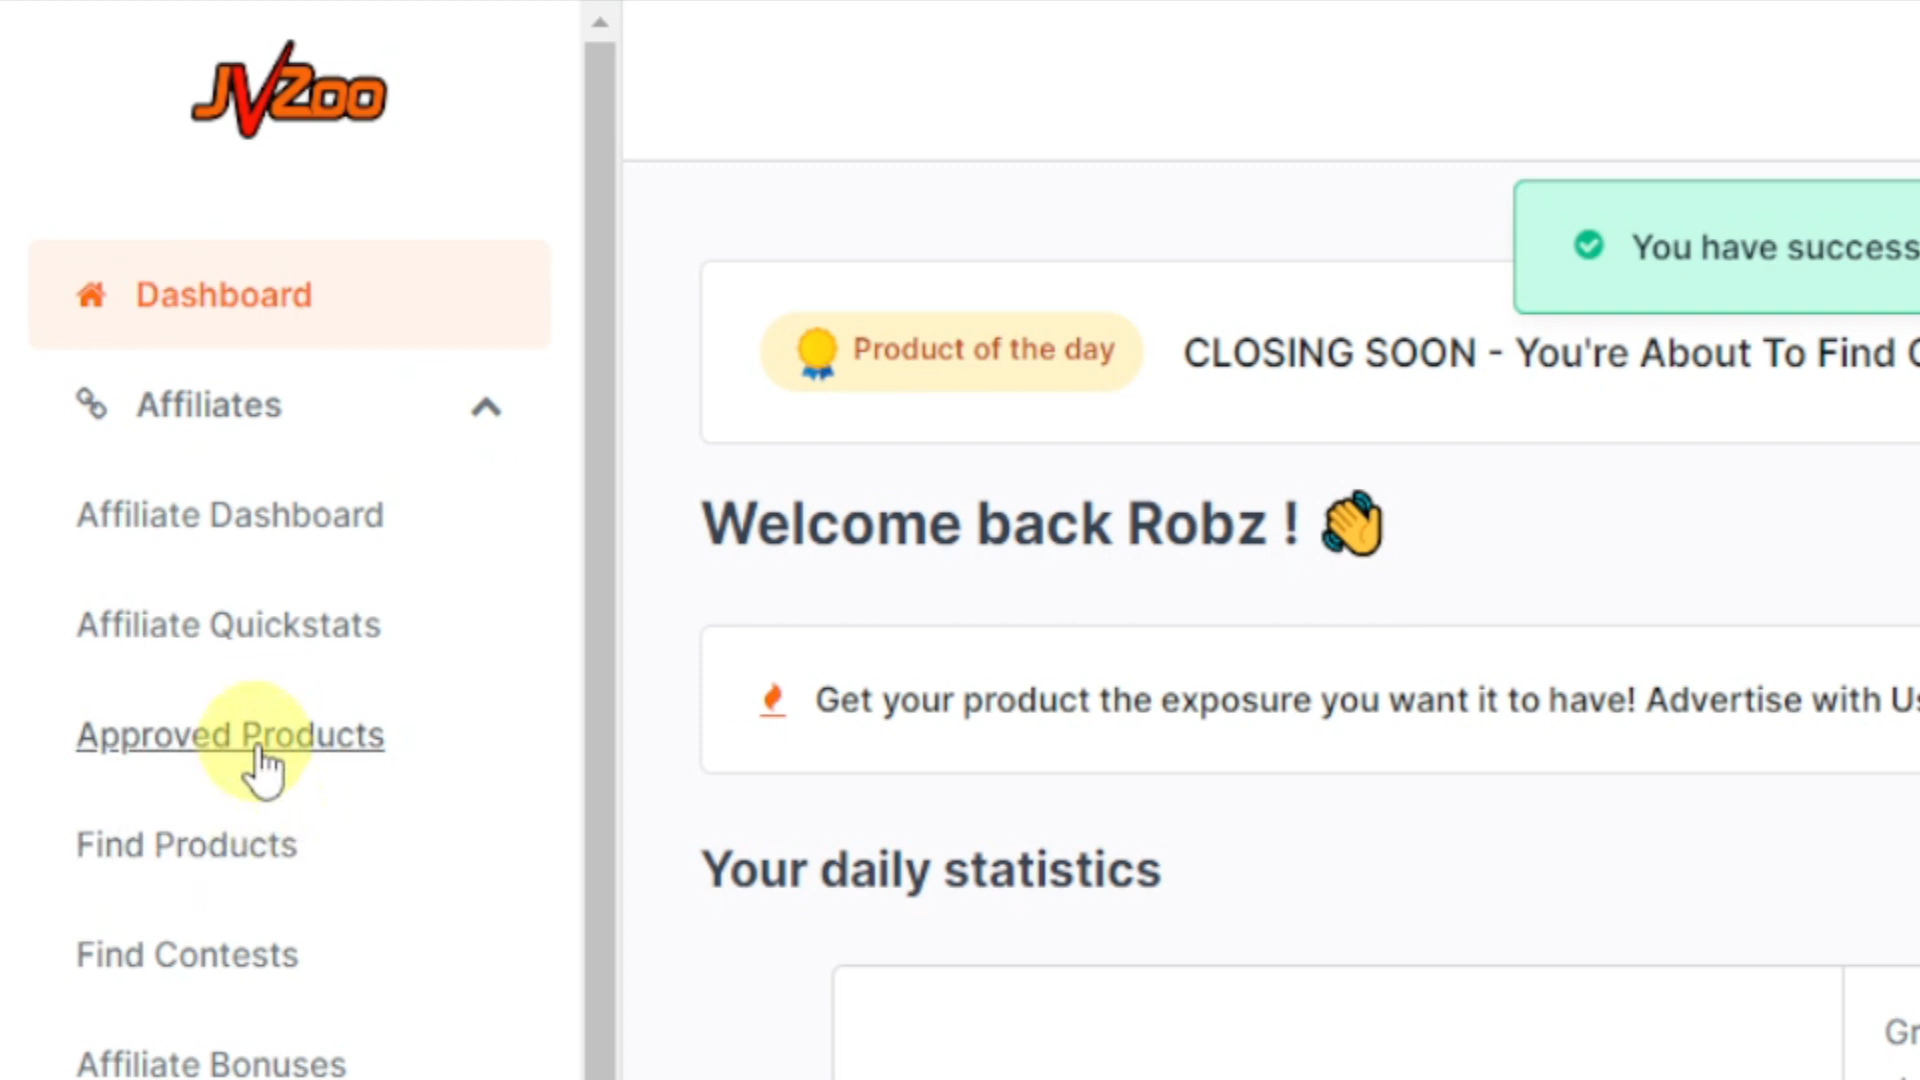 JVZoo
Dashboard
Affiliates
Affiliate Dashboard
Affiliate Quickstats
Approved Products
Find Products
Find Contests
Affiliate Bonuses
You have success
Product of the day
CLOSING SOON - You're About To Find
Welcome back Robz !
Get your product the exposure you want it to have! Advertise with Us
Your daily statistics
Gr